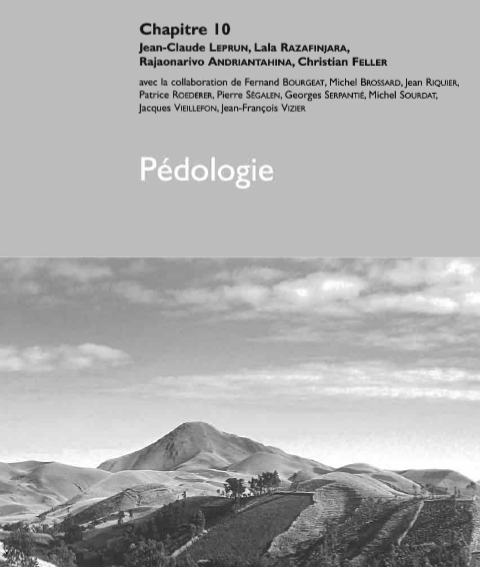 Chapitre 10
Jean-Claude LEPRUN, Lala RAZAFINJARA,
Rajaonarivo ANDRIANTAHINA, Christian FELLER
avec la collaboration de Fernand BOURGEAT, Michel BROSSARD, Jean RIQUIER,
Patrice ROEDERER, Pierre SÉGALEN, Georges SERPANTIÉ, Michel SOURDAT,
Jacques VIEILLEFON, Jean-François VIZIER
Pédologie